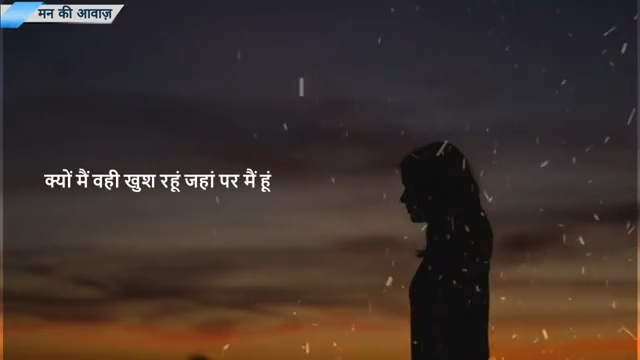 मन की आवाज़
क्यों मैं वही खुश रहूं जहां पर मैं हूं